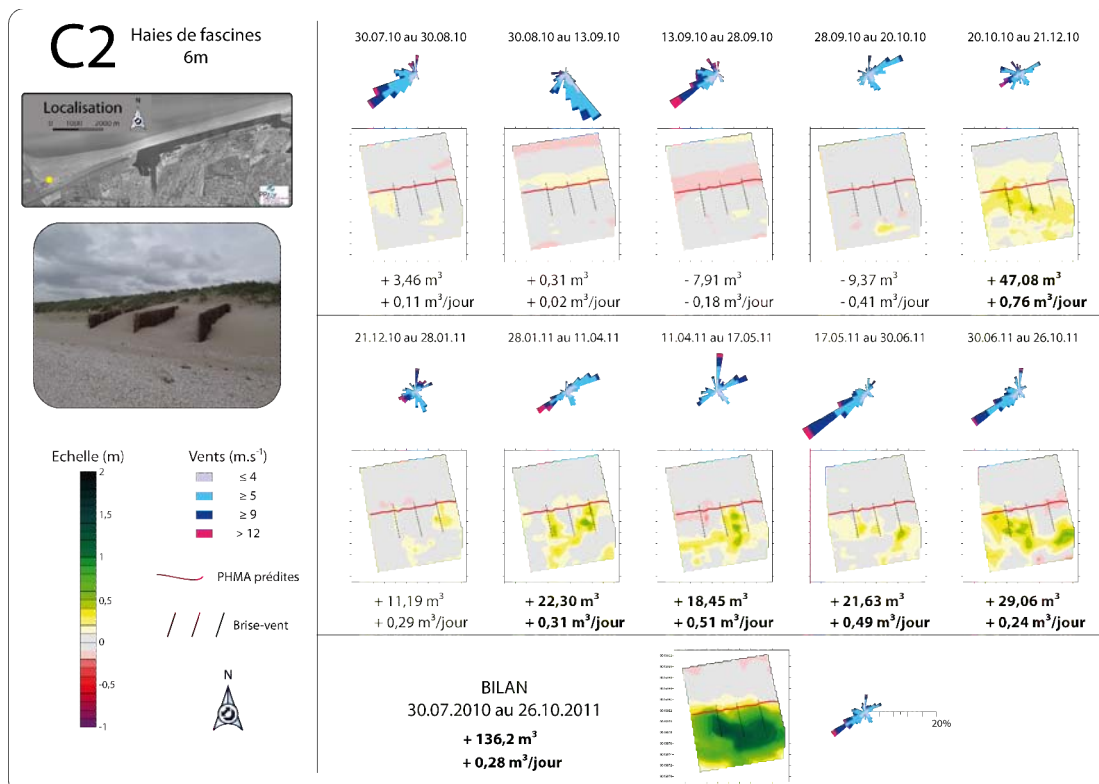 C2
Haies de fascines
6m
Localisation
N
0 1000 2000 m
Echelle (m)
2
1,5
1
0,5
0
-0,5
-1
Vents (m.s⁻¹)
≤ 4
≥ 5
≥ 9
> 12
PHMA prédites
Brise-vent
N
30.07.10 au 30.08.10
30.08.10 au 13.09.10
13.09.10 au 28.09.10
28.09.10 au 20.10.10
20.10.10 au 21.12.10
+ 3,46 m³
+ 0,11 m³/jour
+ 0,31 m³
+ 0,02 m³/jour
- 7,91 m³
- 0,18 m³/jour
- 9,37 m³
- 0,41 m³/jour
+ 47,08 m³
+ 0,76 m³/jour
21.12.10 au 28.01.11
28.01.11 au 11.04.11
11.04.11 au 17.05.11
17.05.11 au 30.06.11
30.06.11 au 26.10.11
+ 11,19 m³
+ 0,29 m³/jour
+ 22,30 m³
+ 0,31 m³/jour
+ 18,45 m³
+ 0,51 m³/jour
+ 21,63 m³
+ 0,49 m³/jour
+ 29,06 m³
+ 0,24 m³/jour
BILAN
30.07.2010 au 26.10.2011
+ 136,2 m³
+ 0,28 m³/jour
20%